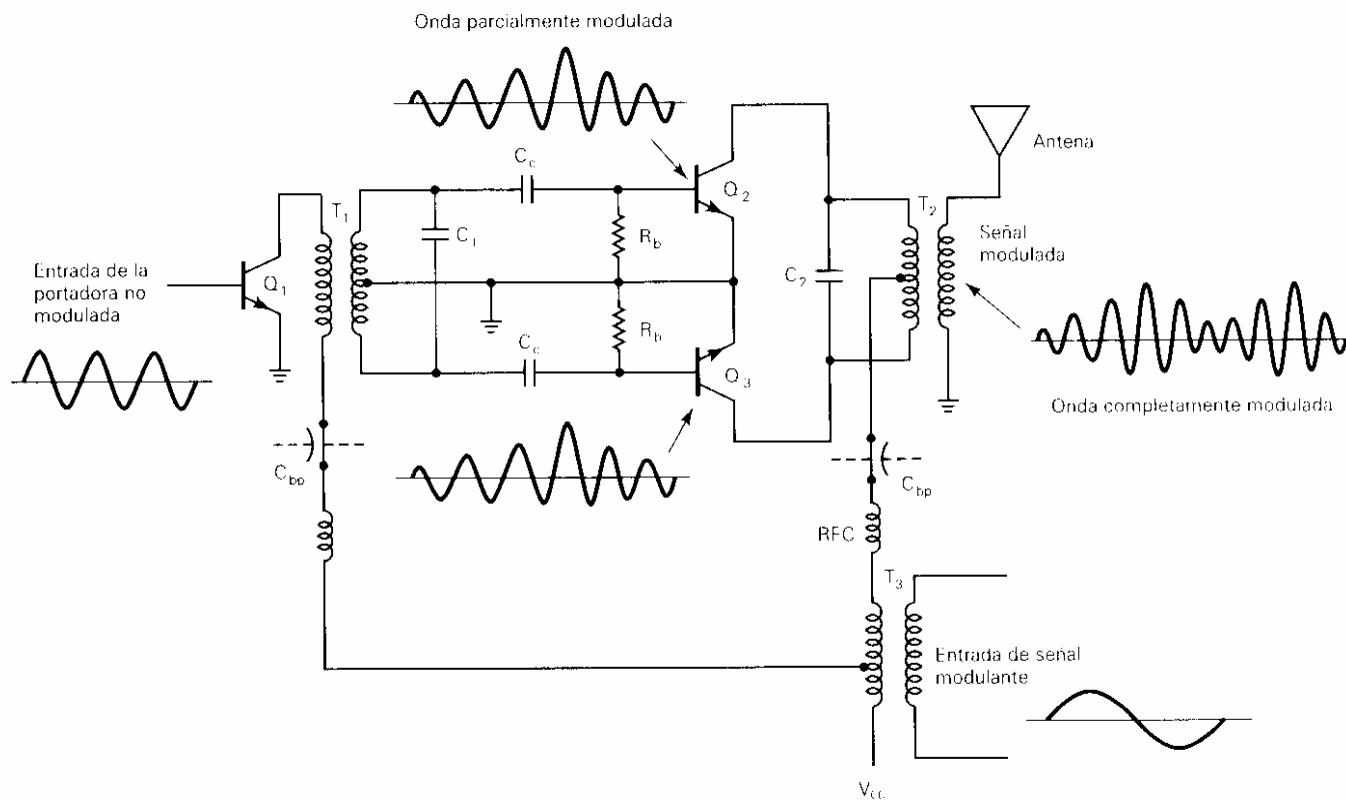 Onda parcialmente modulada
Antena
C_c
Q_2
T_1
T_2
Señal
modulada
C_1
R_b
Entrada de la
portadora no
modulada
Q_1
C_2
R_b
C_c
Q_3
Onda completamente modulada
C_bp
C_bp
RFC
T_3
Entrada de señal
modulante
V_CC